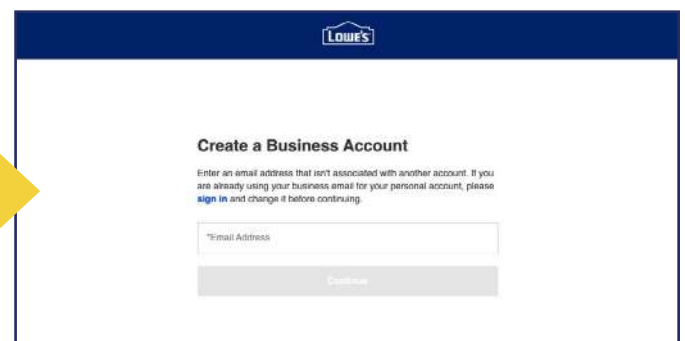 LOWE'S
Create a Business Account
Enter an email address that isn't associated with another account. If you
are already using your business email for your personal account, please
sign in and change it before continuing.
*Email Address
Continue